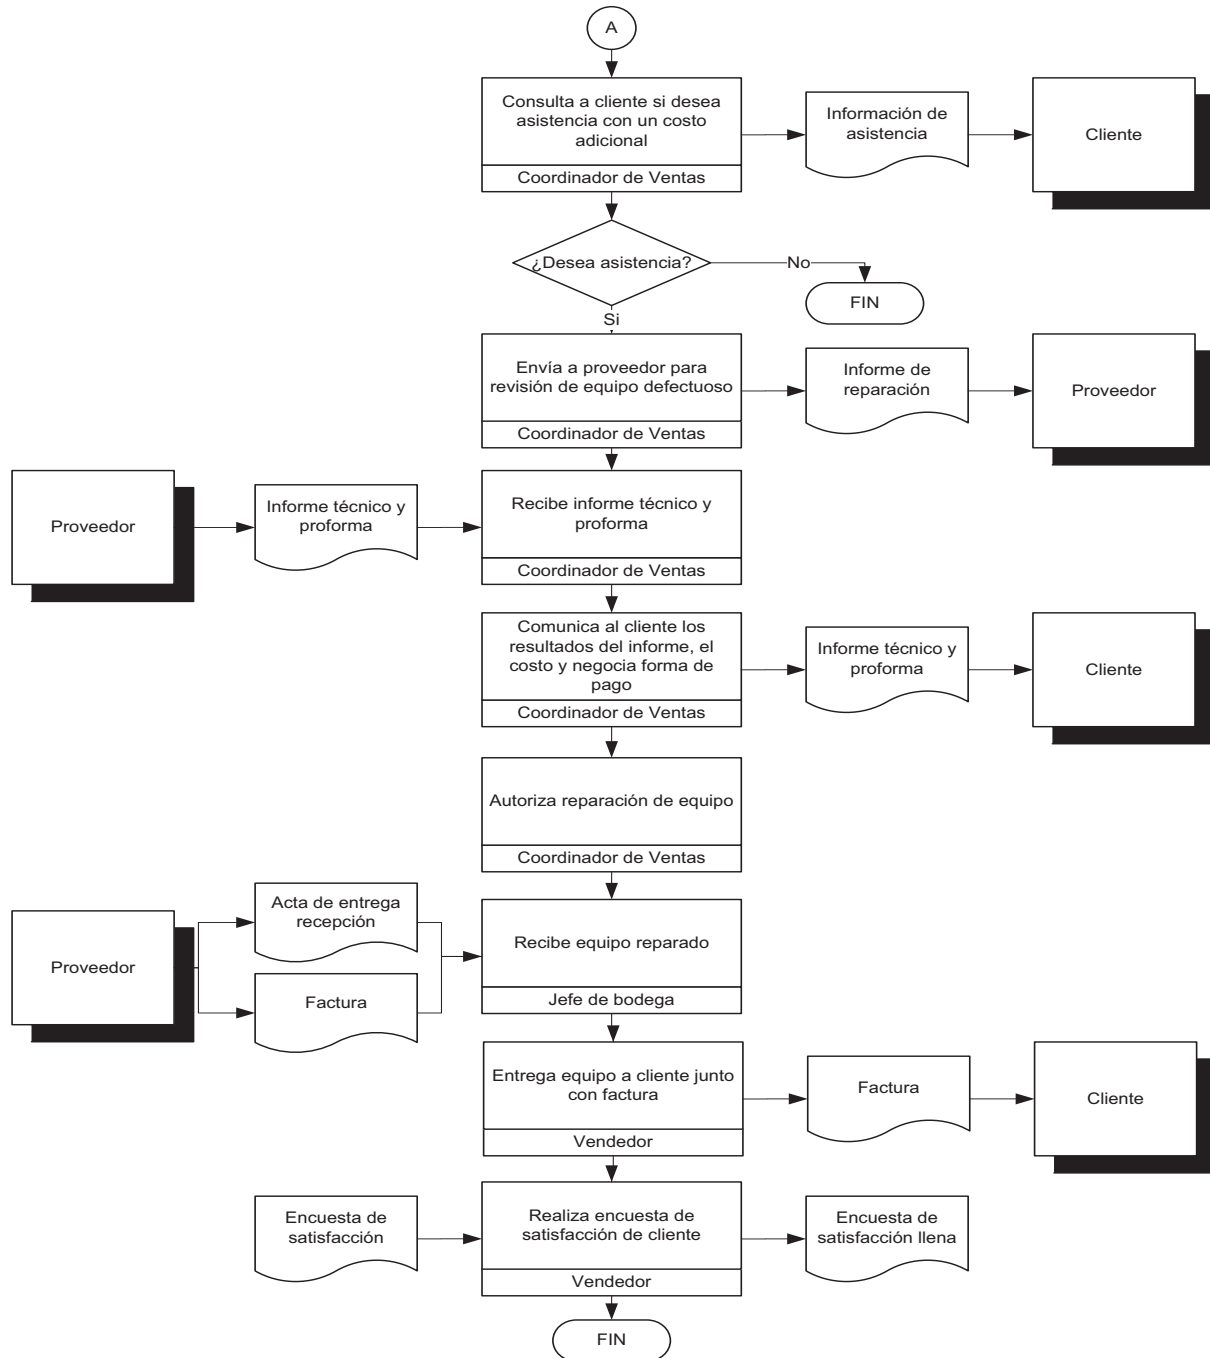 A
Consulta a cliente si desea
asistencia con un costo
adicional
Coordinador de Ventas
Información de
asistencia
Cliente
¿Desea asistencia?
No
FIN
Si
Envía a proveedor para
revisión de equipo defectuoso
Coordinador de Ventas
Informe de
reparación
Proveedor
Proveedor
Informe técnico y
proforma
Recibe informe técnico y
proforma
Coordinador de Ventas
Comunica al cliente los
resultados del informe, el
costo y negocia forma de
pago
Coordinador de Ventas
Informe técnico y
proforma
Cliente
Autoriza reparación de equipo
Coordinador de Ventas
Proveedor
Acta de entrega
recepción
Factura
Recibe equipo reparado
Jefe de bodega
Entrega equipo a cliente junto
con factura
Vendedor
Factura
Cliente
Encuesta de
satisfacción
Realiza encuesta de
satisfacción de cliente
Vendedor
Encuesta de
satisfacción llena
FIN